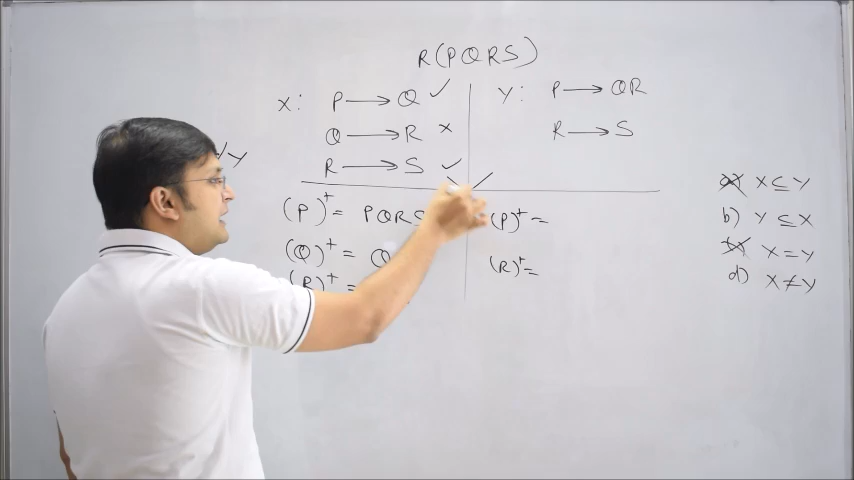 R(PQRS)
X: P → Q ✓
Q → R ×
R → S ✓
Y: P → QR
R → S
Y
(P)⁺ = PQRS
(Q)⁺ = Q
(R)⁺ =
(P)⁺ =
(R)⁺ =
a) X ⊆ Y
b) Y ⊆ X
X = Y
d) X ≠ Y